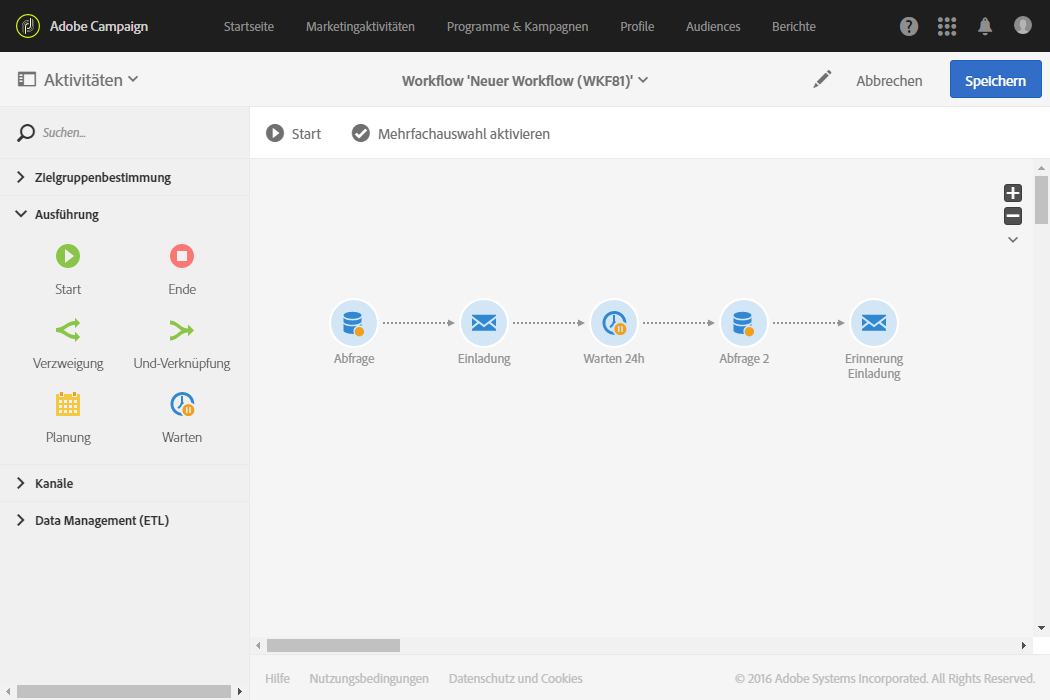 Adobe Campaign
Startseite
Marketingaktivitäten
Programme & Kampagnen
Profile
Audiences
Berichte
Aktivitäten
Workflow 'Neuer Workflow (WKF81)'
Abbrechen
Speichern
Suchen...
Start
Mehrfachauswahl aktivieren
Zielgruppenbestimmung
Ausführung
Start
Ende
Verzweigung
Und-Verknüpfung
Planung
Warten
Kanäle
Data Management (ETL)
Abfrage
Einladung
Warten 24h
Abfrage 2
Erinnerung
Einladung
Hilfe
Nutzungsbedingungen
Datenschutz und Cookies
© 2016 Adobe Systems Incorporated. All Rights Reserved.